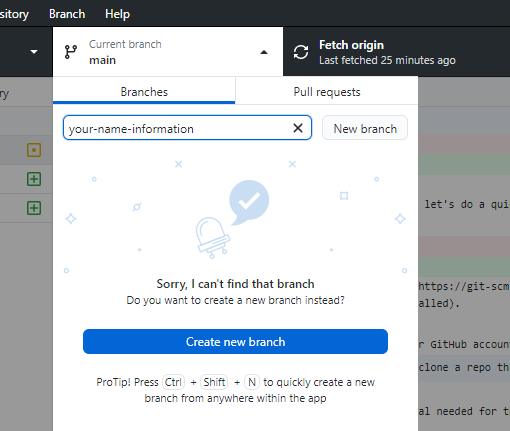 sitory Branch Help
Current branch
main
Fetch origin
Last fetched 25 minutes ago
ry
Branches
Pull requests
your-name-information
New branch
let's do a qui
Sorry, I can't find that branch
Do you want to create a new branch instead?
https://git-scm
alled).
Create new branch
r GitHub accoun
clone a repo th
ProTip! Press Ctrl + Shift + N to quickly create a new
branch from anywhere within the app
al needed for th